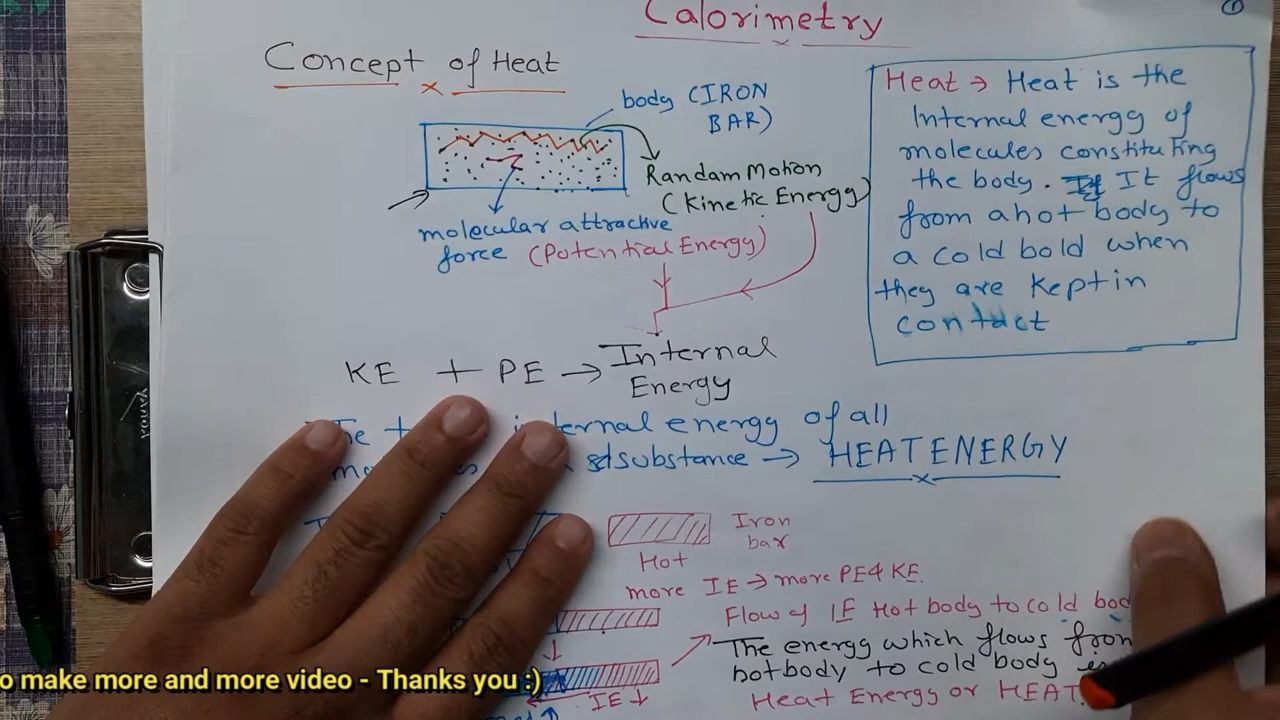 Calorimetry
1
Concept of Heat
body (IRON
BAR)
Randam Motion
(Kinetic Energy)
molecular attractive
force (Potential Energy)
Heat → Heat is the
Internal energy of
molecules constituting
the body. It flows
from a hot body to
a cold bold when
they are kept in
contact
KE + PE → Internal
Energy
The internal energy of all
substance → HEAT ENERGY
Iron
bar
Hot
more IE → more PE & KE.
Flow of IE Hot body to cold
The energy which flows from
hot body to cold body
Heat Energy or HEAT.
IE ↓
o make more and more video - Thanks you :)